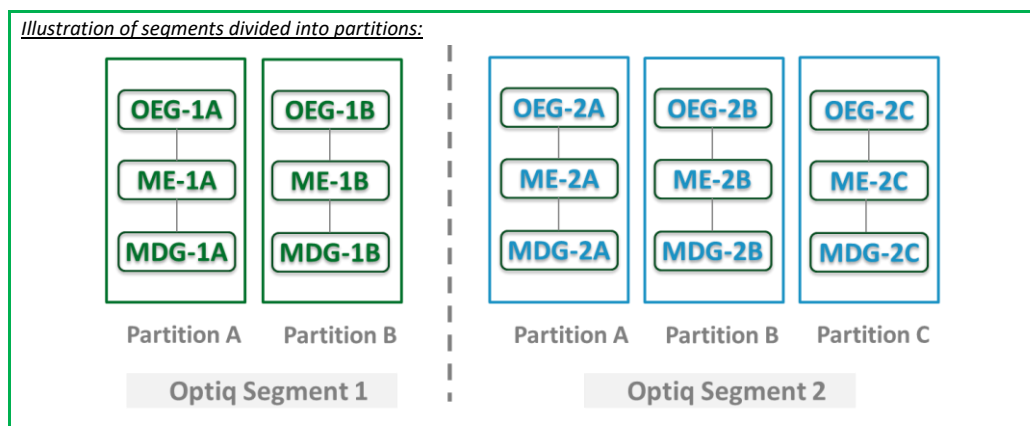 Illustration of segments divided into partitions:
OEG-1A
ME-1A
MDG-1A
Partition A
OEG-1B
ME-1B
MDG-1B
Partition B
Optiq Segment 1
OEG-2A
ME-2A
MDG-2A
Partition A
OEG-2B
ME-2B
MDG-2B
Partition B
OEG-2C
ME-2C
MDG-2C
Partition C
Optiq Segment 2